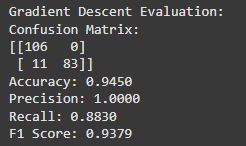 Gradient Descent Evaluation:
Confusion Matrix:
[[106   0]
 [ 11  83]]
Accuracy: 0.9450
Precision: 1.0000
Recall: 0.8830
F1 Score: 0.9379